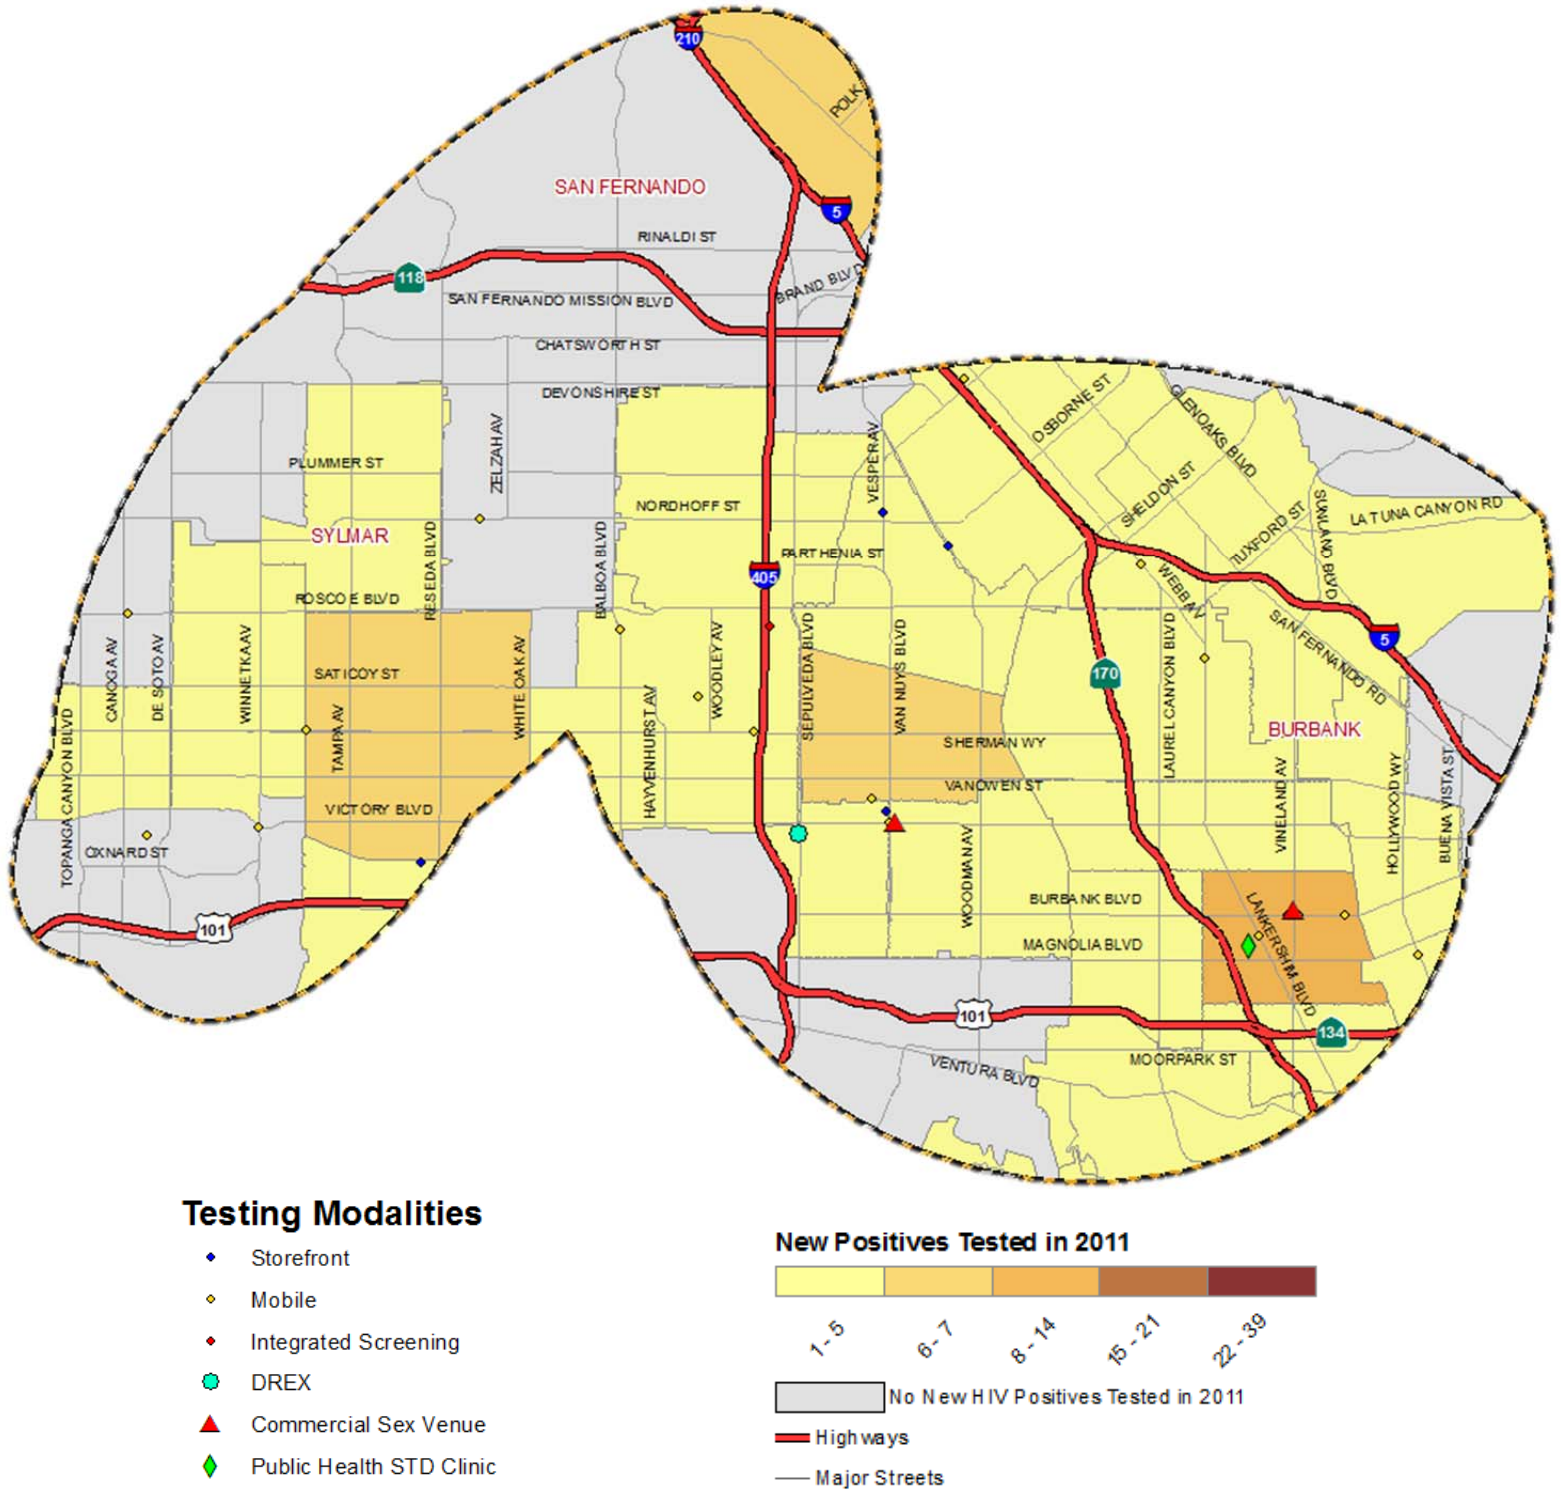 210
POLK
SAN FERNANDO
5
RINALDI ST
118
BRAND BLVD
SAN FERNANDO MISSION BLVD
CHATSWORTH ST
DEVONSHIRE ST
OSBORNE ST
GLENOAKS BLVD
ZELZAH AV
VESPER AV
PLUMMER ST
SHELDON ST
NORDHOFF ST
LA TUNA CANYON RD
SYLMAR
TUXFORD ST
SUNLAND BLVD
RESEDA BLVD
BALBOA BLVD
PARTHENIA ST
405
WEBB AV
ROSCOE BLVD
5
SAN FERNANDO RD
CANOGA AV
DE SOTO AV
WINNETKA AV
SATICOY ST
WHITE OAK AV
WOODLEY AV
SEPULVEDA BLVD
VAN NUYS BLVD
170
LAUREL CANYON BLVD
TOPANGA CANYON BLVD
TAMPA AV
HAYVENHURST AV
SHERMAN WY
BURBANK
VANOWEN ST
VINELAND AV
HOLLYWOOD WY
BUENA VISTA ST
VICTORY BLVD
OXNARD ST
WOODMAN AV
BURBANK BLVD
LANKERSHIM BLVD
101
MAGNOLIA BLVD
101
134
VENTURA BLVD
MOORPARK ST
Testing Modalities
Storefront
Mobile
Integrated Screening
DREX
Commercial Sex Venue
Public Health STD Clinic
New Positives Tested in 2011
1 - 5
6 - 7
8 - 14
15 - 21
22 - 39
No New HIV Positives Tested in 2011
Highways
Major Streets